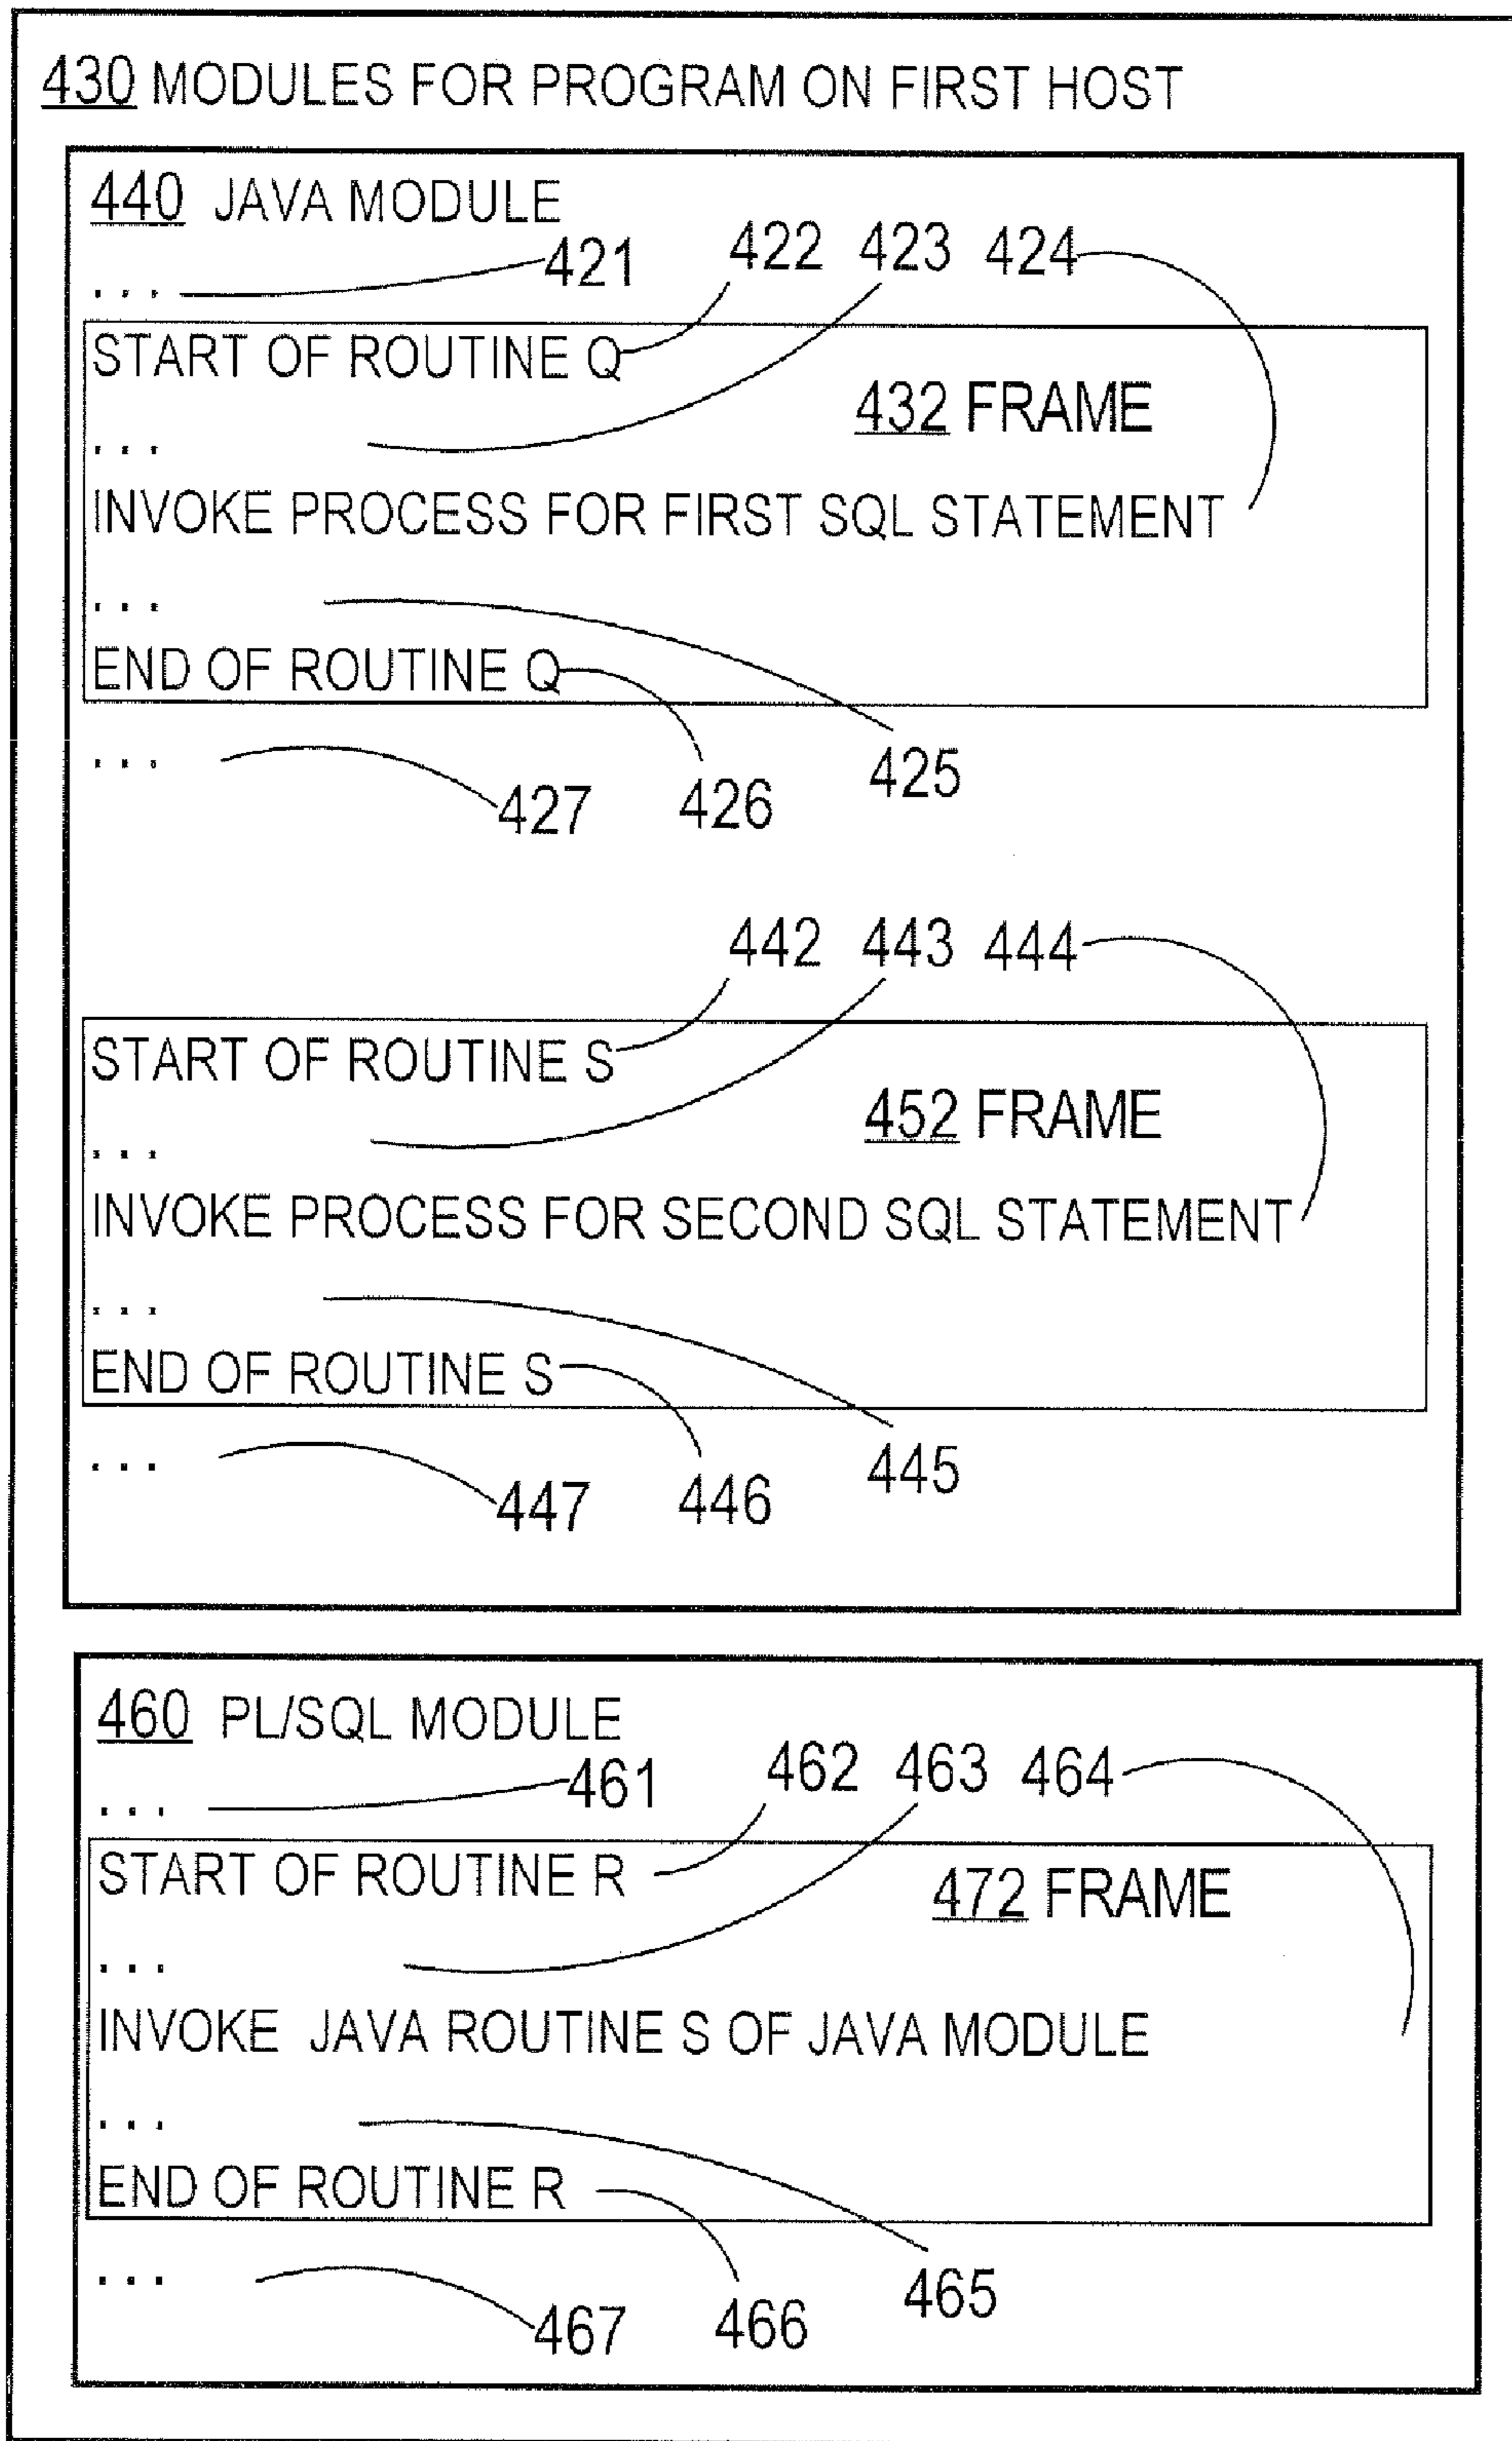 430 MODULES FOR PROGRAM ON FIRST HOST
440 JAVA MODULE
422 423 424
... 421
START OF ROUTINE Q
432 FRAME
...
INVOKE PROCESS FOR FIRST SQL STATEMENT
...
END OF ROUTINE Q
...
425
427 426
442 443 444
START OF ROUTINE S
452 FRAME
...
INVOKE PROCESS FOR SECOND SQL STATEMENT
...
END OF ROUTINE S
...
445
447 446
460 PL/SQL MODULE
462 463 464
... 461
START OF ROUTINE R
472 FRAME
...
INVOKE JAVA ROUTINE S OF JAVA MODULE
...
END OF ROUTINE R
...
465
467 466